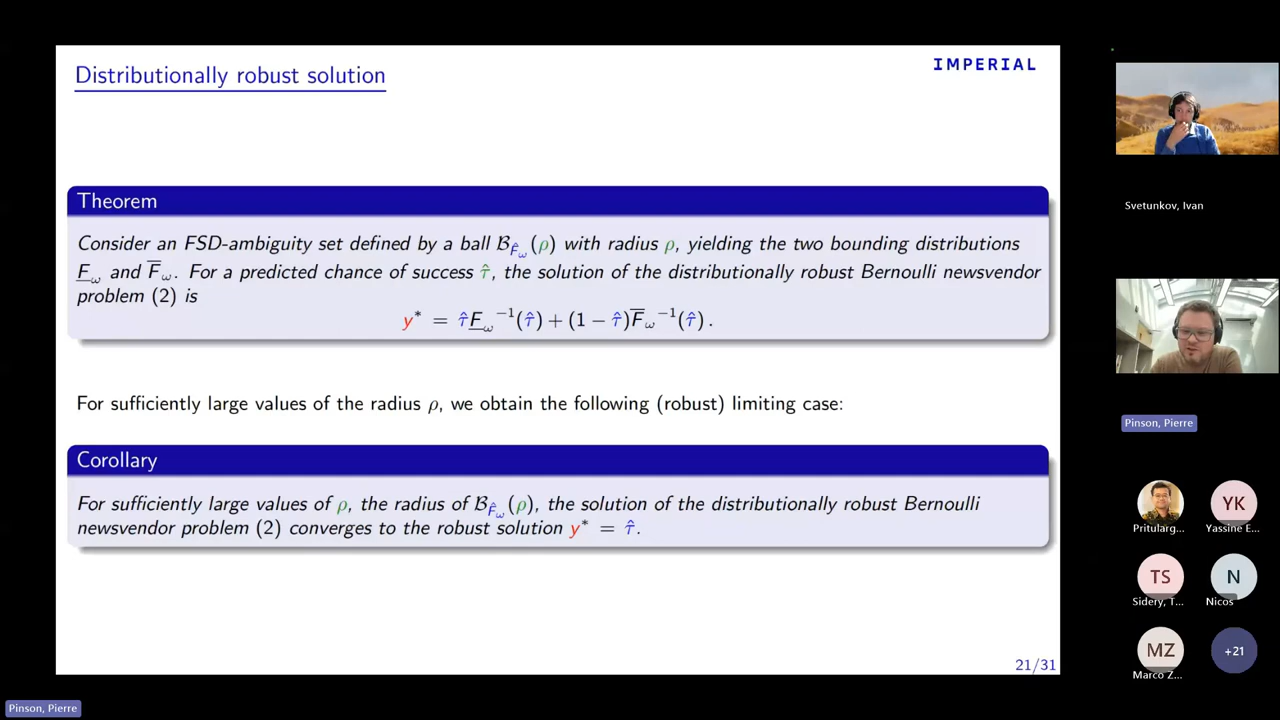 Distributionally robust solution
IMPERIAL
Theorem
Consider an FSD-ambiguity set defined by a ball ℬ_F̂_ω(ρ) with radius ρ, yielding the two bounding distributions
F̲_ω and F̅_ω. For a predicted chance of success τ̂, the solution of the distributionally robust Bernoulli newsvendor
problem (2) is
y* = τ̂F̲_ω⁻¹(τ̂) + (1 − τ̂)F̅_ω⁻¹(τ̂) .
For sufficiently large values of the radius ρ, we obtain the following (robust) limiting case:
Corollary
For sufficiently large values of ρ, the radius of ℬ_F̂_ω(ρ), the solution of the distributionally robust Bernoulli
newsvendor problem (2) converges to the robust solution y* = τ̂.
21/31
Svetunkov, Ivan
Pinson, Pierre
YK
Pritularg...
Yassine E...
TS
N
Sidery, T...
Nicos
MZ
+21
Marco Z...
Pinson, Pierre